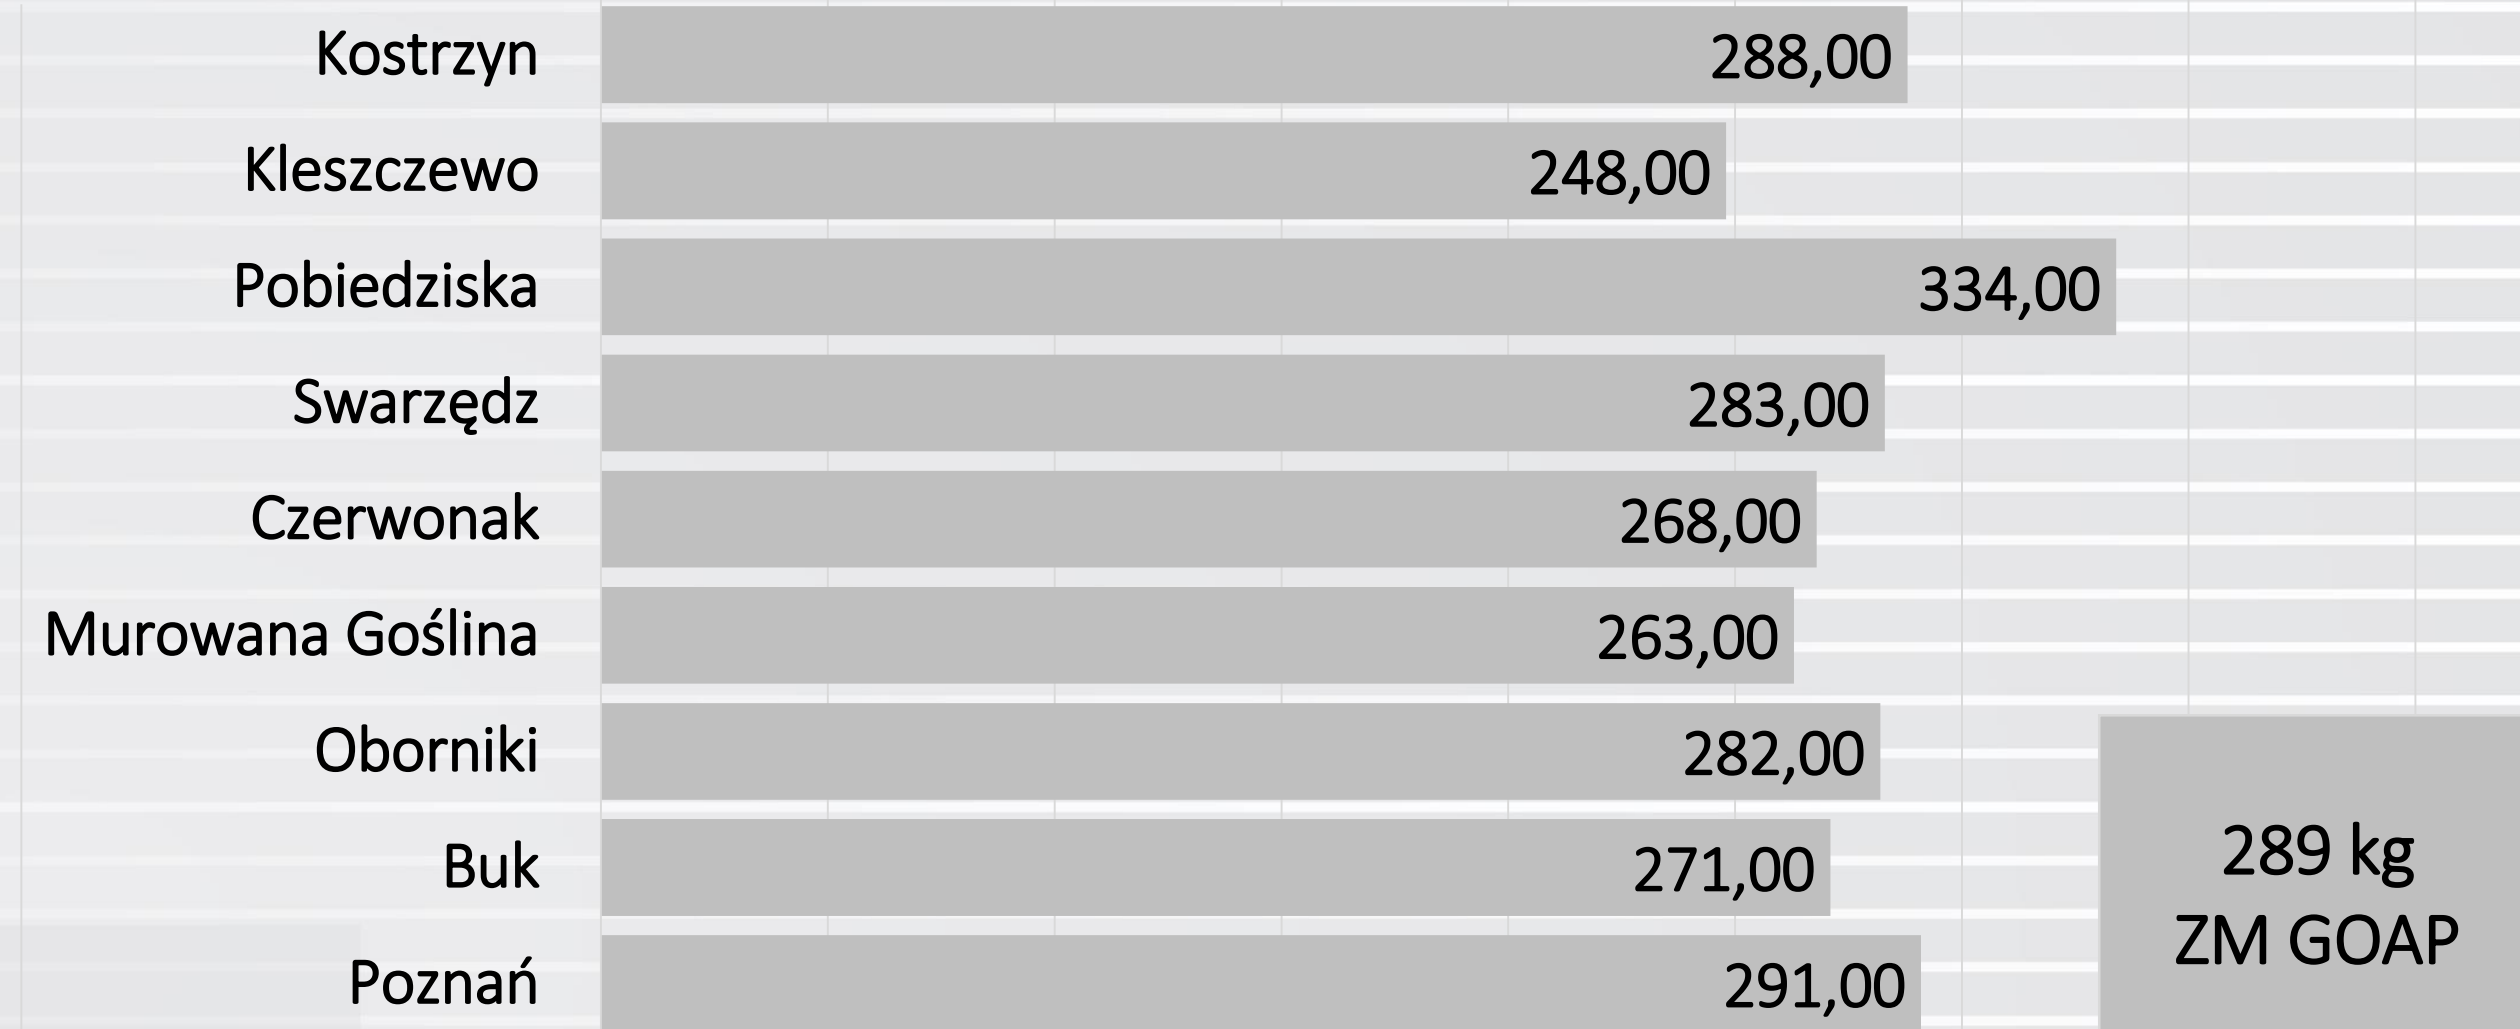 Kostrzyn 288,00
Kleszczewo 248,00
Pobiedziska 334,00
Swarzędz 283,00
Czerwonak 268,00
Murowana Goślina 263,00
Oborniki 282,00
Buk 271,00
Poznań 291,00
289 kg
ZM GOAP